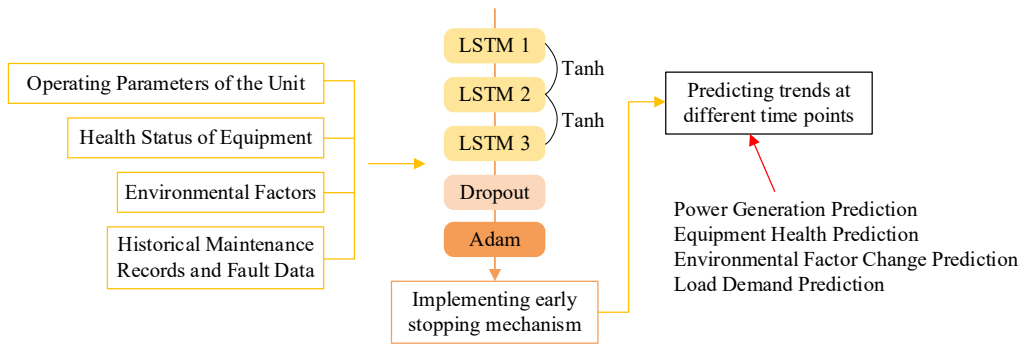 Operating Parameters of the Unit
Health Status of Equipment
Environmental Factors
Historical Maintenance
Records and Fault Data
LSTM 1
Tanh
LSTM 2
Tanh
LSTM 3
Dropout
Adam
Implementing early
stopping mechanism
Predicting trends at
different time points
Power Generation Prediction
Equipment Health Prediction
Environmental Factor Change Prediction
Load Demand Prediction